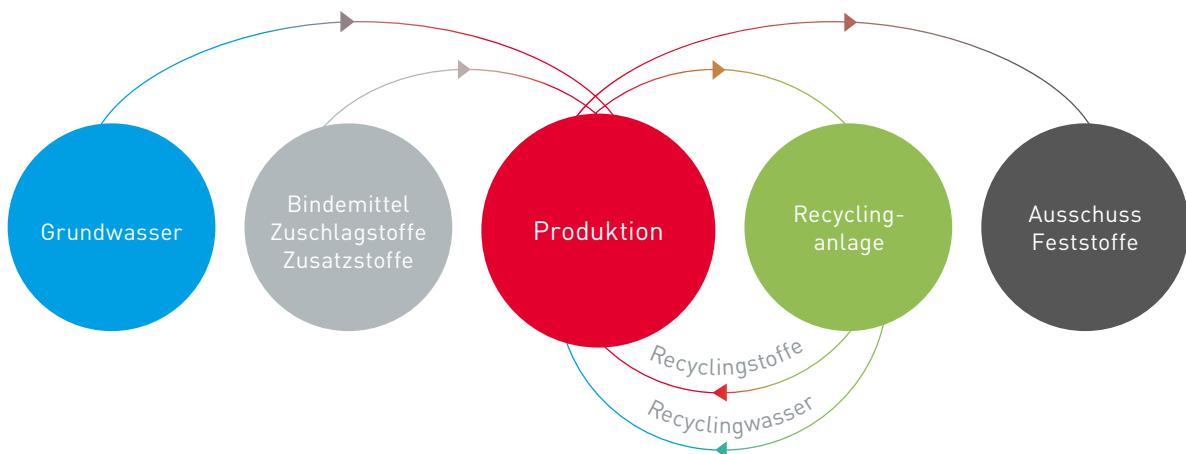 Grundwasser
Bindemittel
Zuschlagstoffe
Zusatzstoffe
Produktion
Recycling-
anlage
Ausschuss
Feststoffe
Recyclingstoffe
Recyclingwasser